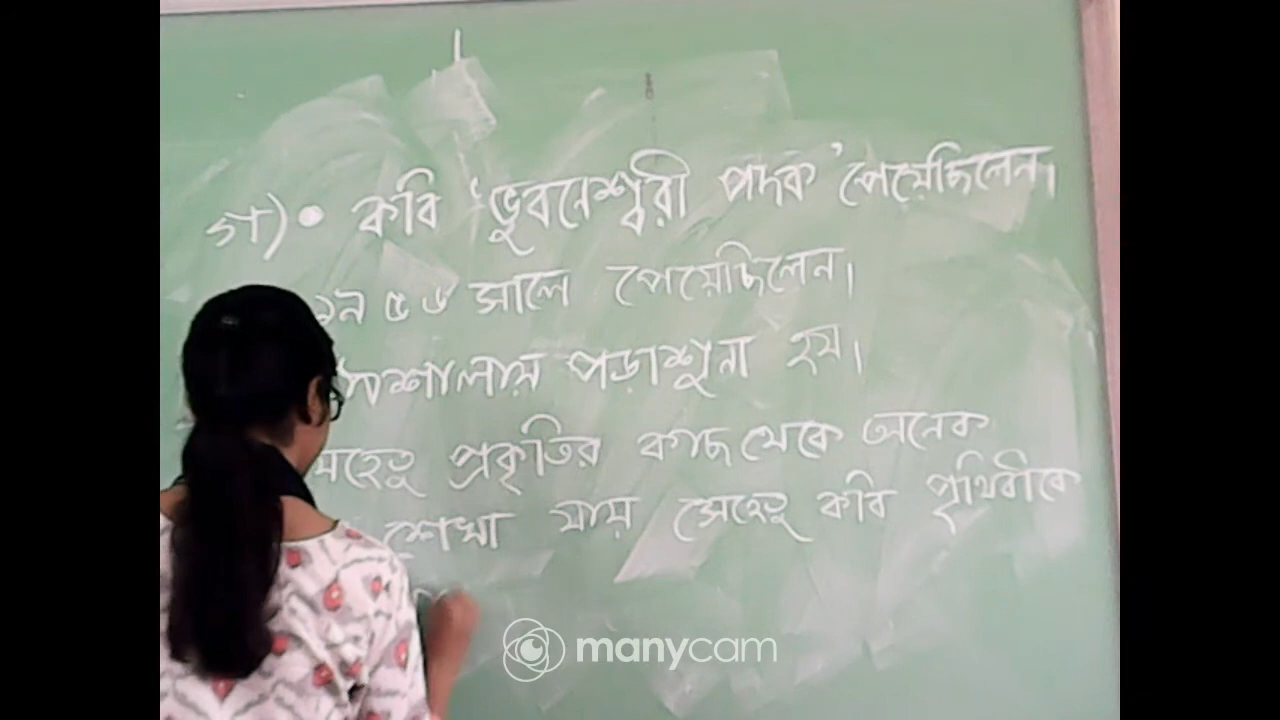 গ) • কবি 'ভুবনেশ্বরী পদক' পেয়েছিলেন।
১৯৫৬ সালে পেয়েছিলেন।
পাঠশালায় পড়াশুনা হয়।
যেহেতু প্রকৃতির কাছ থেকে অনেক
শেখা যায় সেহেতু কবি পৃথিবীকে
manycam